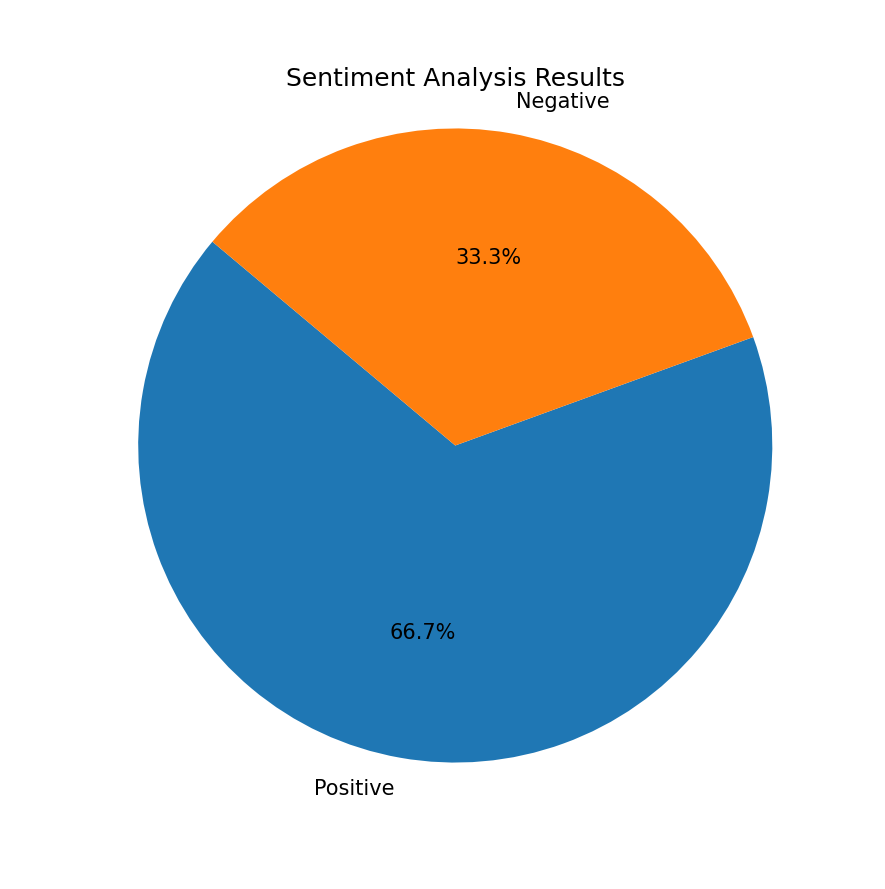 Sentiment Analysis Results
Negative
33.3%
66.7%
Positive